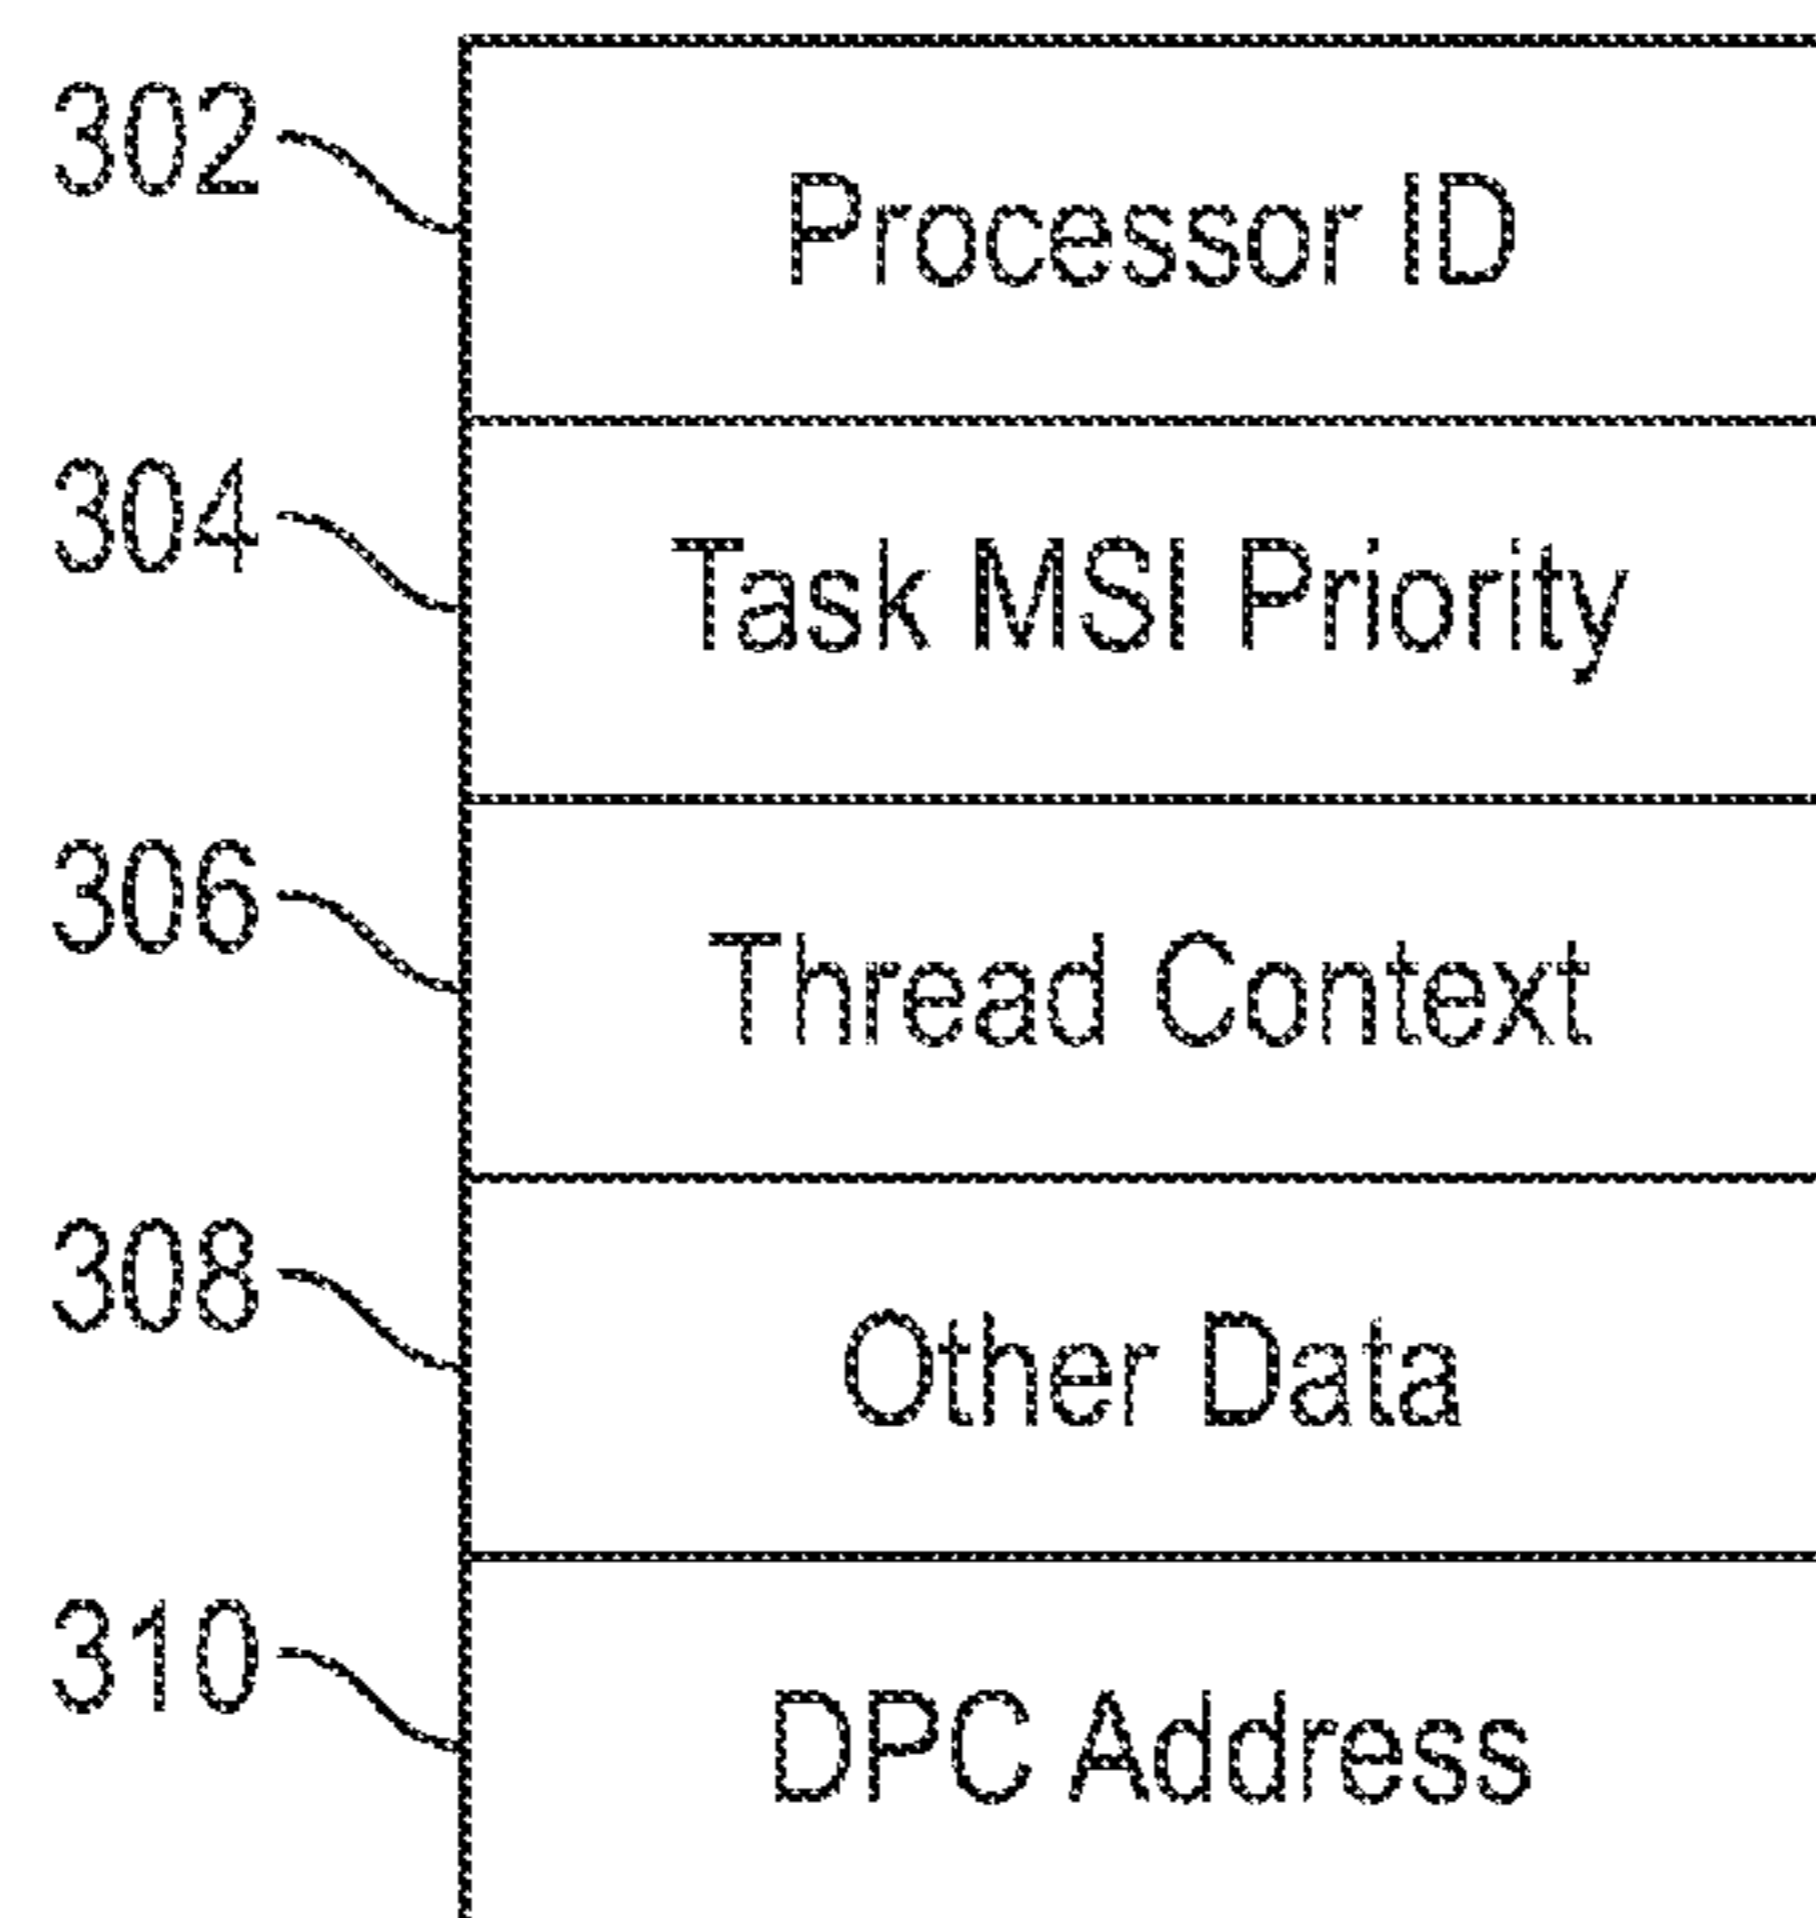 302
Processor ID
304
Task MSI Priority
306
Thread Context
308
Other Data
310
DPC Address